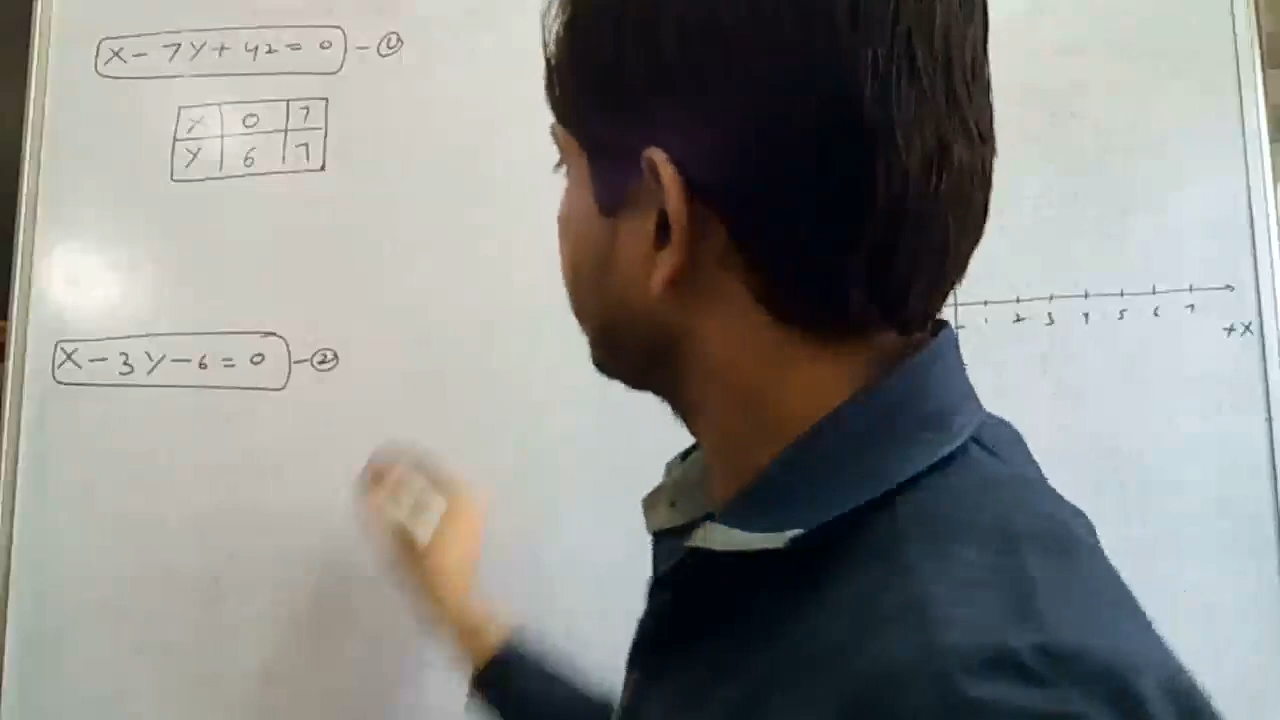 x - 7y + 42 = 0 - ①
x 0 7
y 6 7
x - 3y - 6 = 0 - ②
1 2 3 4 5 6 7
+x